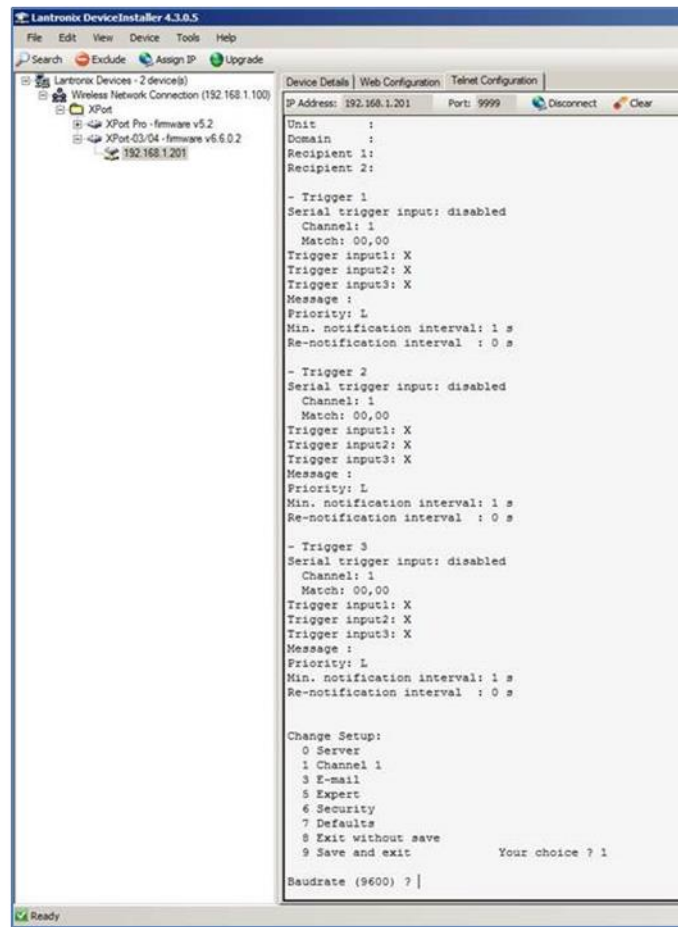 Lantronix DeviceInstaller 4.3.0.5
File Edit View Device Tools Help
Search Exclude Assign IP Upgrade
Lantronix Devices - 2 device(s)
Wireless Network Connection (192.168.1.100)
XPort
XPort Pro - firmware v5.2
XPort-03/04 - firmware v6.6.0.2
192.168.1.201
Device Details Web Configuration Telnet Configuration
IP Address: 192.168.1.201 Port: 9999 Disconnect Clear
Unit :
Domain :
Recipient 1:
Recipient 2:
- Trigger 1
Serial trigger input: disabled
Channel: 1
Match: 00,00
Trigger input1: X
Trigger input2: X
Trigger input3: X
Message :
Priority: L
Min. notification interval: 1 s
Re-notification interval : 0 s
- Trigger 2
Serial trigger input: disabled
Channel: 1
Match: 00,00
Trigger input1: X
Trigger input2: X
Trigger input3: X
Message :
Priority: L
Min. notification interval: 1 s
Re-notification interval : 0 s
- Trigger 3
Serial trigger input: disabled
Channel: 1
Match: 00,00
Trigger input1: X
Trigger input2: X
Trigger input3: X
Message :
Priority: L
Min. notification interval: 1 s
Re-notification interval : 0 s
Change Setup:
0 Server
1 Channel 1
3 E-mail
5 Expert
6 Security
7 Defaults
8 Exit without save
9 Save and exit Your choice ? 1
Baudrate (9600) ?
Ready